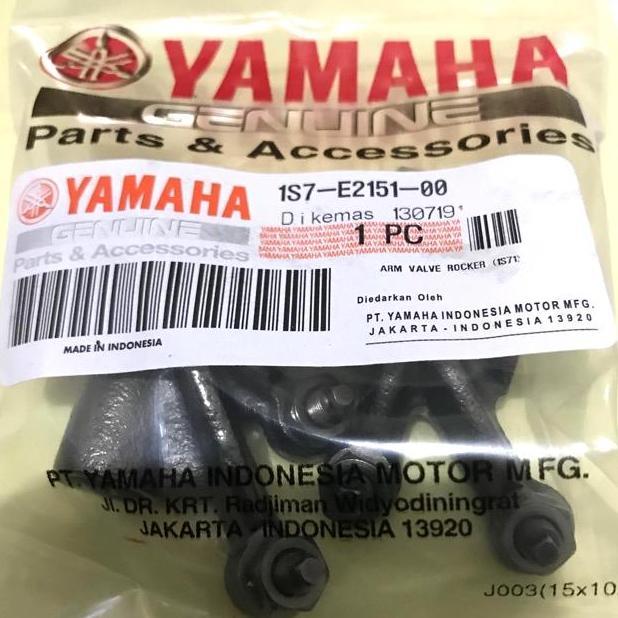 YAMAHA
GENUINE
Parts & Accessories
YAMAHA
GENUINE
Parts & Accessories
1S7-E2151-00
Dikemas 130719
1 PC
ARM VALVE ROCKER (1S71)
Diedarkan Oleh
PT. YAMAHA INDONESIA MOTOR MFG.
JAKARTA - INDONESIA 13920
MADE IN INDONESIA
PT. YAMAHA INDONESIA MOTOR MFG.
Jl. DR. KRT. Radjiman Widyodiningrat
JAKARTA - INDONESIA 13920
J003(15x10